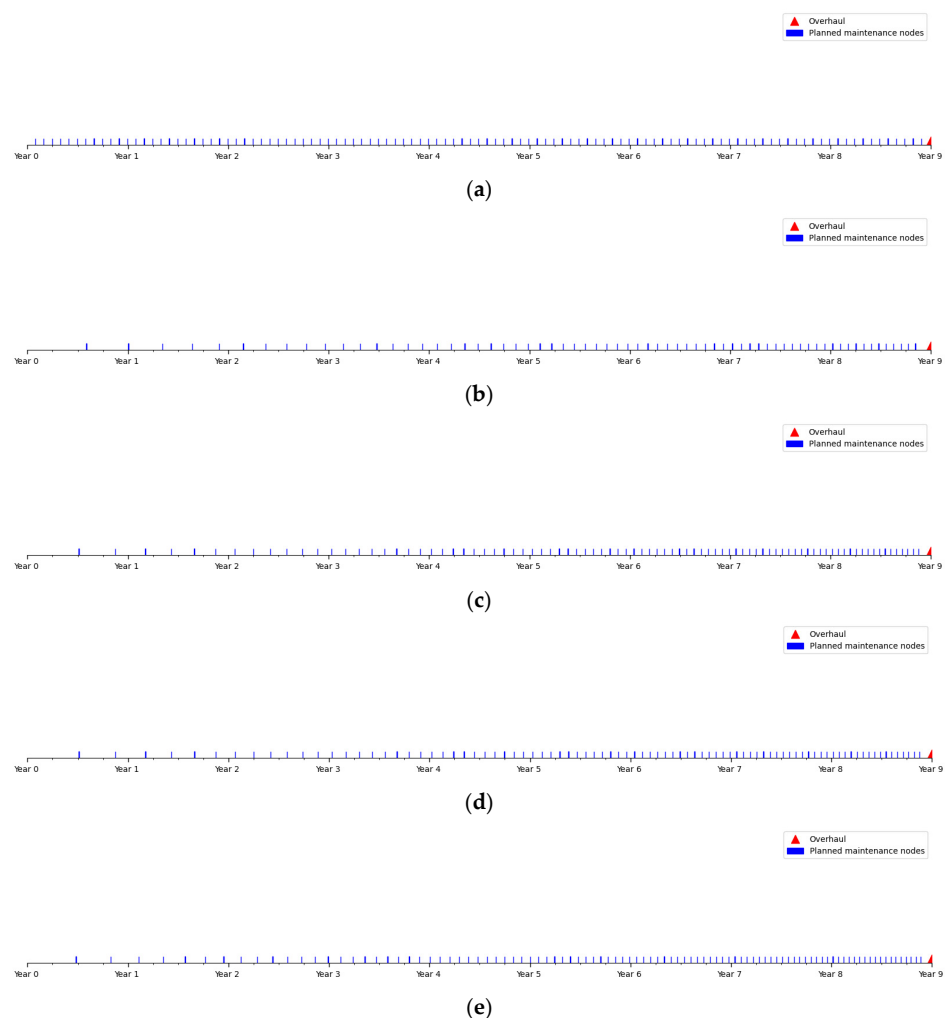 Overhaul
Planned maintenance nodes
Year 0 Year 1 Year 2 Year 3 Year 4 Year 5 Year 6 Year 7 Year 8 Year 9
(a)
Overhaul
Planned maintenance nodes
Year 0 Year 1 Year 2 Year 3 Year 4 Year 5 Year 6 Year 7 Year 8 Year 9
(b)
Overhaul
Planned maintenance nodes
Year 0 Year 1 Year 2 Year 3 Year 4 Year 5 Year 6 Year 7 Year 8 Year 9
(c)
Overhaul
Planned maintenance nodes
Year 0 Year 1 Year 2 Year 3 Year 4 Year 5 Year 6 Year 7 Year 8 Year 9
(d)
Overhaul
Planned maintenance nodes
Year 0 Year 1 Year 2 Year 3 Year 4 Year 5 Year 6 Year 7 Year 8 Year 9
(e)